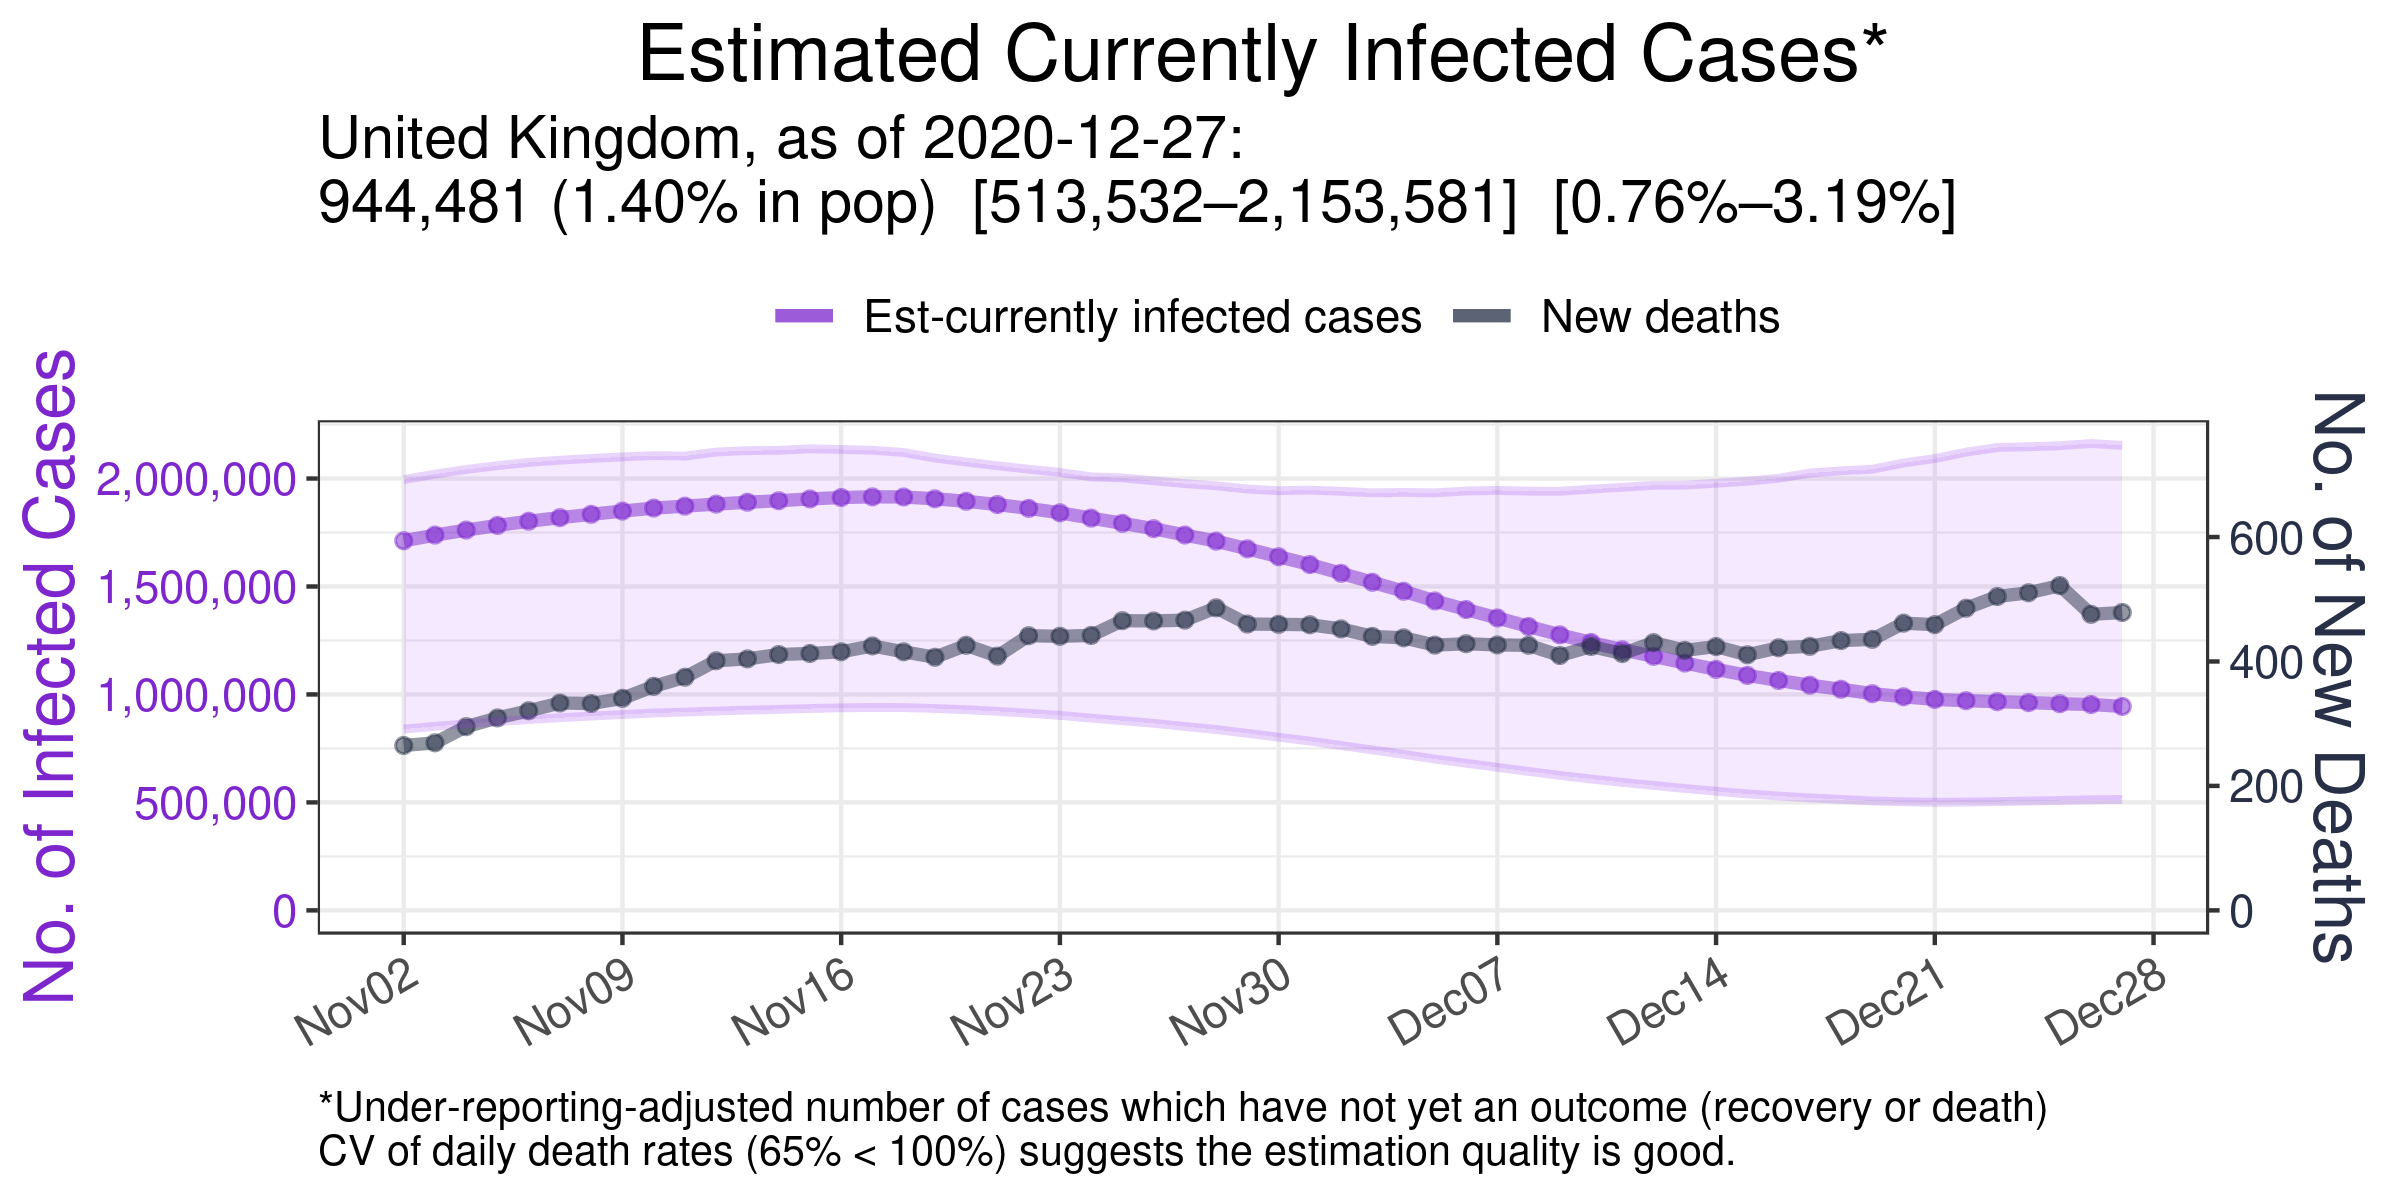 Estimated Currently Infected Cases*
United Kingdom, as of 2020-12-27:
944,481 (1.40% in pop)  [513,532–2,153,581]  [0.76%–3.19%]
Est-currently infected cases
New deaths
No. of Infected Cases
2,000,000
1,500,000
1,000,000
500,000
0
No. of New Deaths
600
400
200
0
Nov02
Nov09
Nov16
Nov23
Nov30
Dec07
Dec14
Dec21
Dec28
*Under-reporting-adjusted number of cases which have not yet an outcome (recovery or death)
CV of daily death rates (65% < 100%) suggests the estimation quality is good.